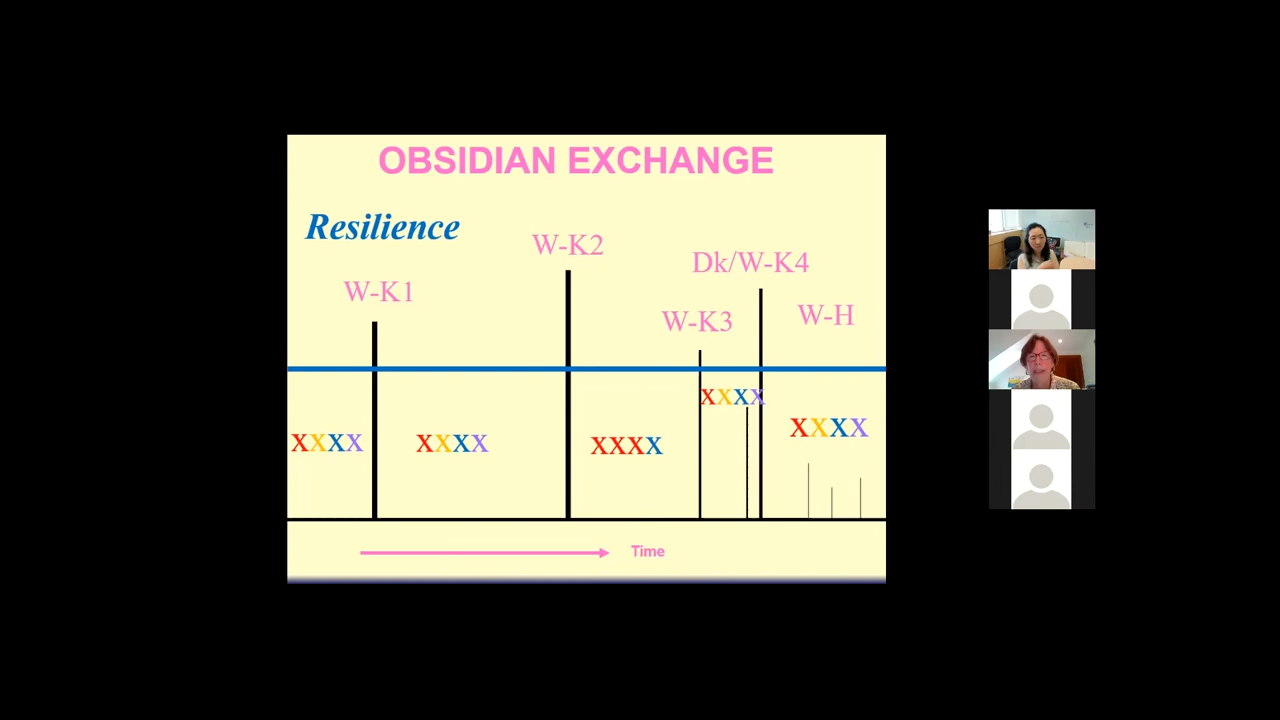 OBSIDIAN EXCHANGE
Resilience
W-K1
W-K2
W-K3
Dk/W-K4
W-H
XXXX
XXXX
XXXX
XXXX
XXXX
Time